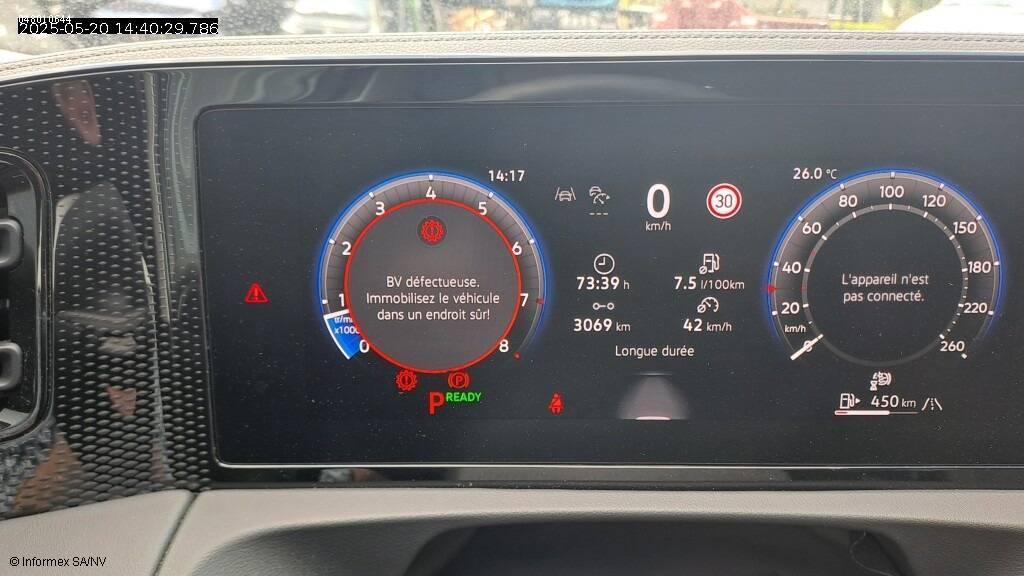 2025-05-20 14:40:29.786
14:17
0
km/h
30
26.0 °C
0
1
2
3
4
5
6
7
8
tr/min
x1000
BV défectueuse.
Immobilisez le véhicule
dans un endroit sûr!
P READY
73:39 h
7.5 l/100km
3069 km
42 km/h
Longue durée
0
20
40
60
80
100
120
150
180
220
260
km/h
L'appareil n'est
pas connecté.
450 km
© Informex SA/NV